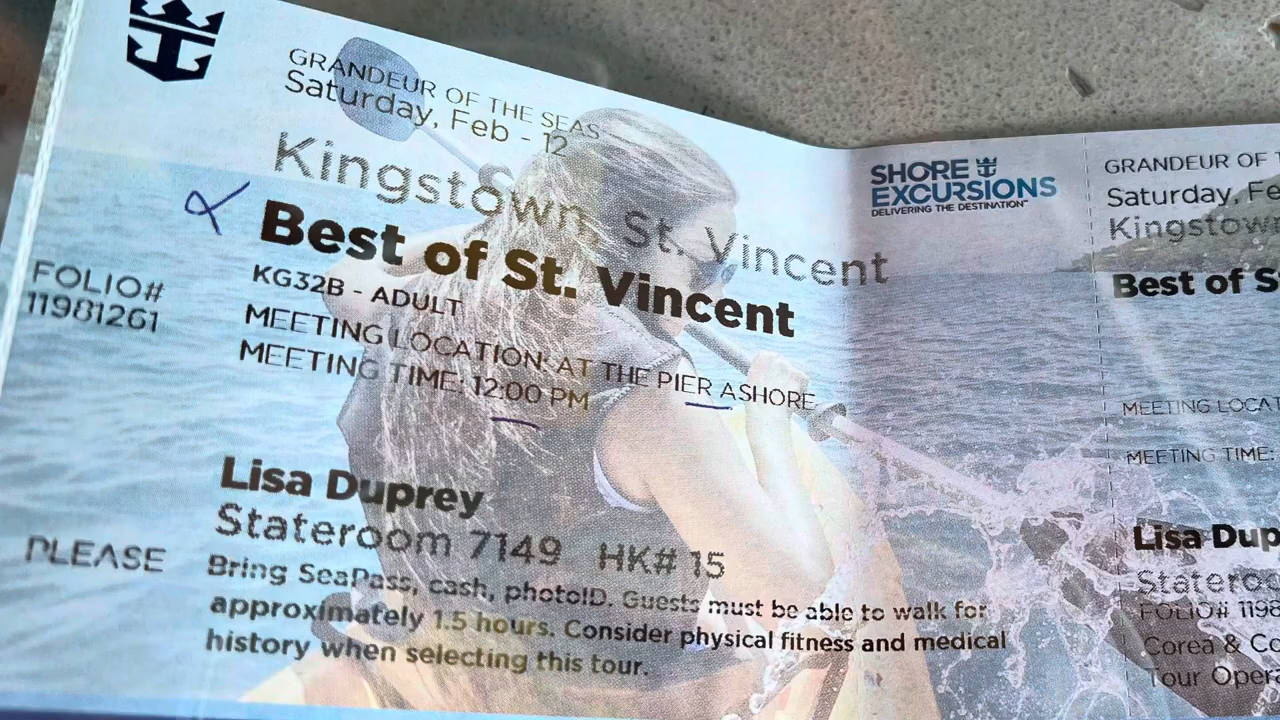 GRANDEUR OF THE SEAS
Saturday, Feb - 12
Kingstown, St. Vincent
Best of St. Vincent
KG32B - ADULT
MEETING LOCATION: AT THE PIER ASHORE
MEETING TIME: 12:00 PM
FOLIO#
11981261
Lisa Duprey
Stateroom 7149 HK# 15
PLEASE
Bring SeaPass, cash, photoID. Guests must be able to walk for
approximately 1.5 hours. Consider physical fitness and medical
history when selecting this tour.
SHORE
EXCURSIONS
DELIVERING THE DESTINATION
GRANDEUR OF T
Saturday, Fe
Kingstown
Best of S
MEETING LOCAT
MEETING TIME:
Lisa Dup
Stateroo
FOLIO# 1198
Corea & Co
Tour Opera